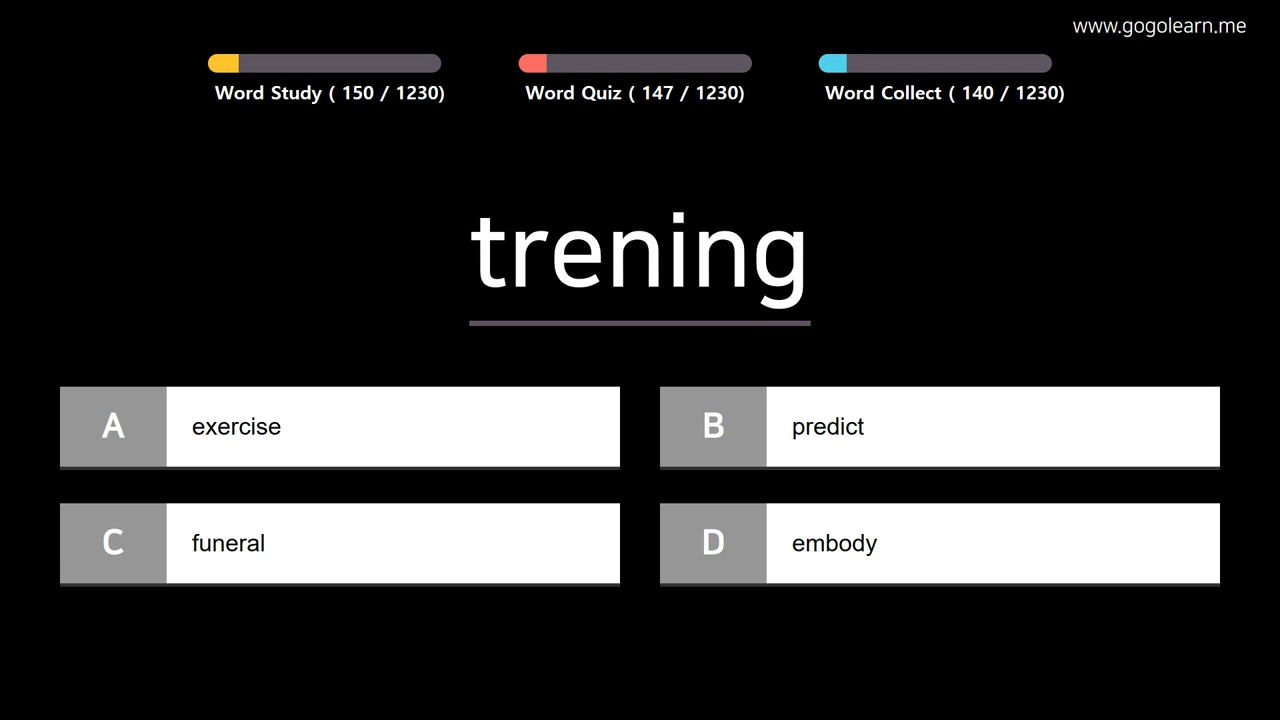 www.gogolearn.me
Word Study ( 150 / 1230)
Word Quiz ( 147 / 1230)
Word Collect ( 140 / 1230)
trening
A exercise
B predict
C funeral
D embody